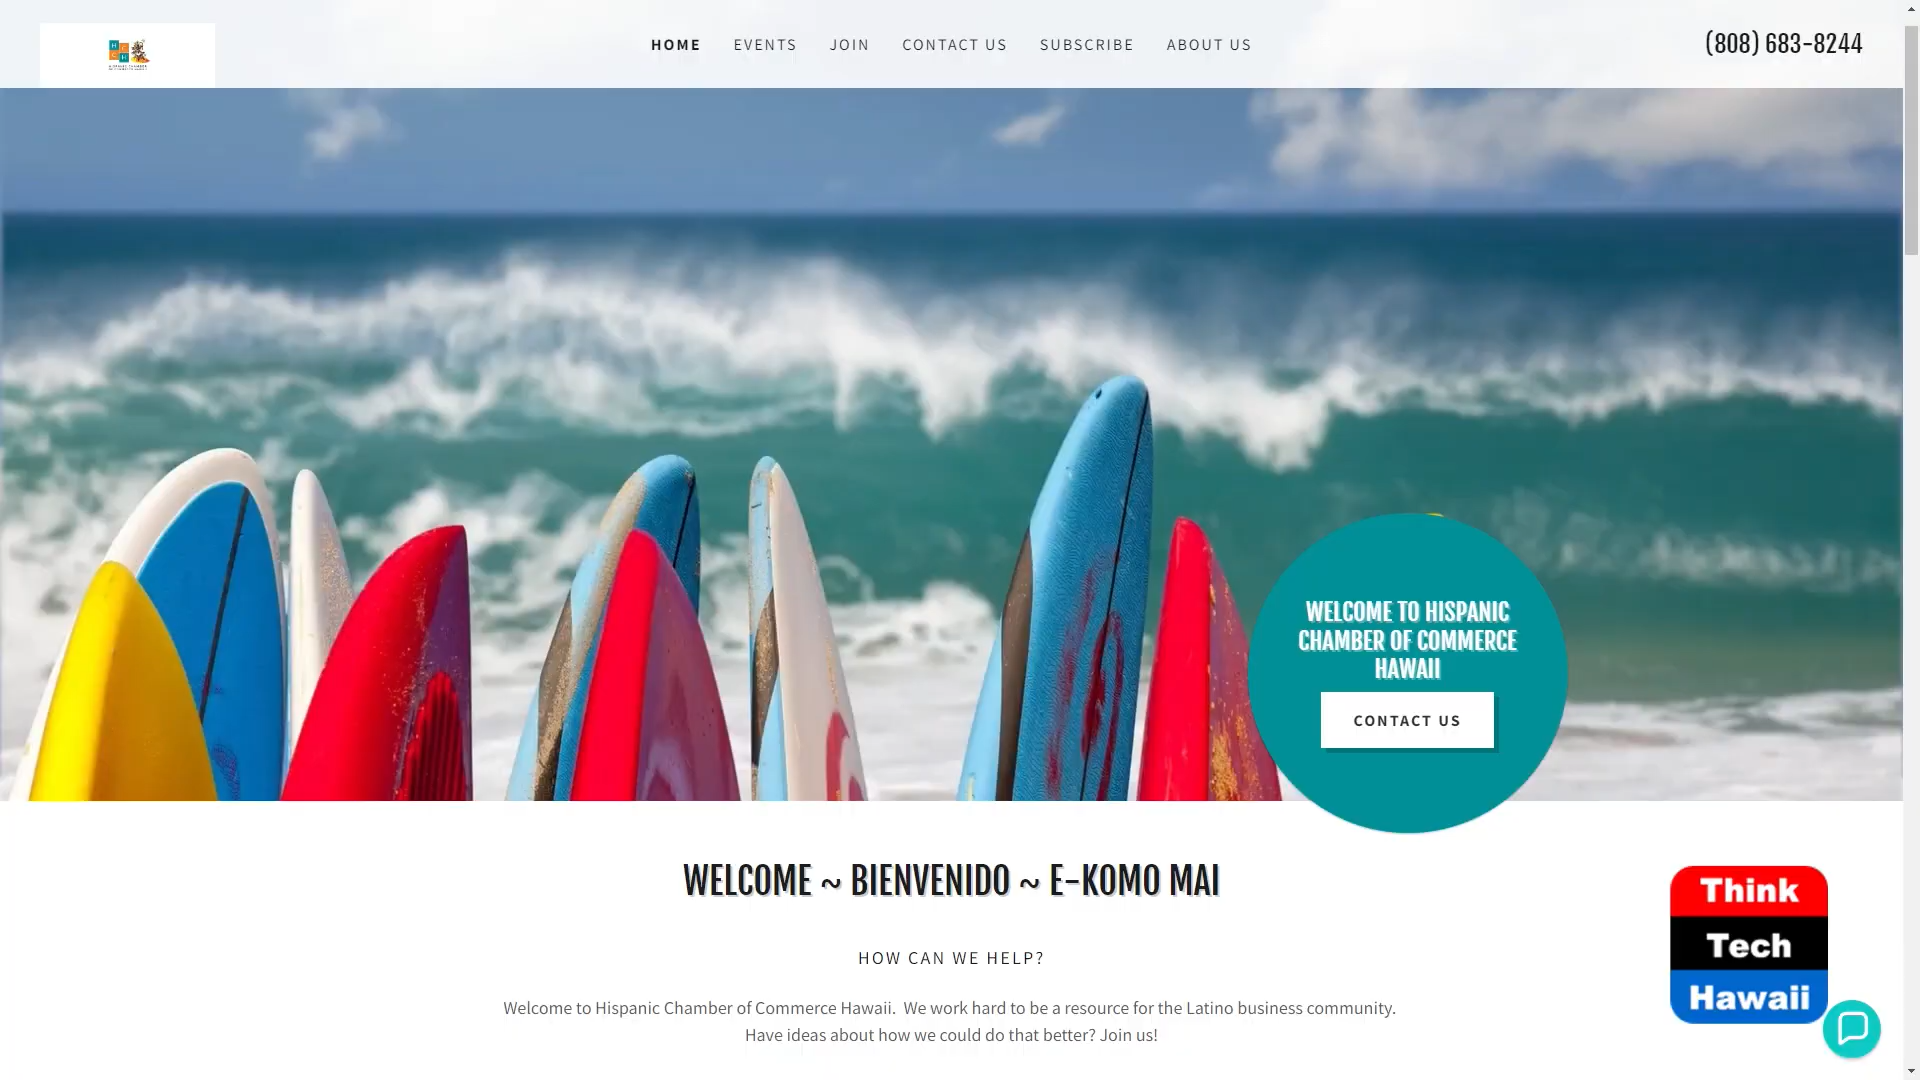 HOME EVENTS JOIN CONTACT US SUBSCRIBE ABOUT US
(808) 683-8244
WELCOME TO HISPANIC
CHAMBER OF COMMERCE
HAWAII
CONTACT US
WELCOME ~ BIENVENIDO ~ E-KOMO MAI
HOW CAN WE HELP?
Welcome to Hispanic Chamber of Commerce Hawaii. We work hard to be a resource for the Latino business community.
Have ideas about how we could do that better? Join us!
Think
Tech
Hawaii